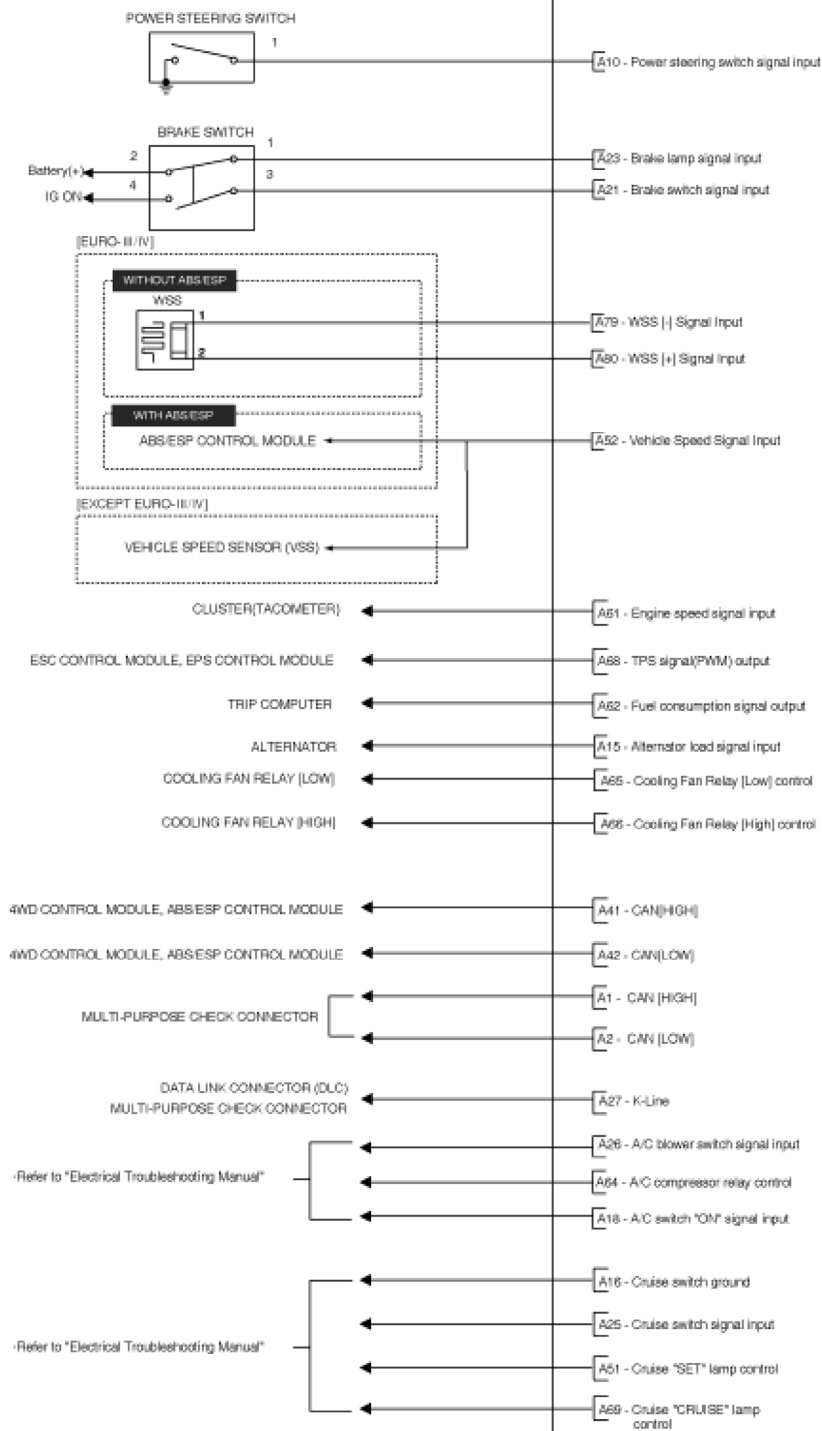 POWER STEERING SWITCH
1
A10 - Power steering switch signal input
BRAKE SWITCH
2
1
Battery(+)
A23 - Brake lamp signal input
4
3
IG ON
A21 - Brake switch signal input
[EURO-III/IV]
WITHOUT ABS/ESP
WSS
1
A79 - WSS [-] Signal Input
2
A80 - WSS [+] Signal Input
WITH ABS/ESP
ABS/ESP CONTROL MODULE
A52 - Vehicle Speed Signal Input
[EXCEPT EURO-III/IV]
VEHICLE SPEED SENSOR (VSS)
CLUSTER(TACOMETER)
A61 - Engine speed signal input
ESC CONTROL MODULE, EPS CONTROL MODULE
A68 - TPS signal(PWM) output
TRIP COMPUTER
A62 - Fuel consumption signal output
ALTERNATOR
A15 - Alternator load signal input
COOLING FAN RELAY [LOW]
A65 - Cooling Fan Relay [Low] control
COOLING FAN RELAY [HIGH]
A66 - Cooling Fan Relay [High] control
4WD CONTROL MODULE, ABS/ESP CONTROL MODULE
A41 - CAN[HIGH]
4WD CONTROL MODULE, ABS/ESP CONTROL MODULE
A42 - CAN[LOW]
A1 - CAN [HIGH]
MULTI-PURPOSE CHECK CONNECTOR
A2 - CAN [LOW]
DATA LINK CONNECTOR (DLC)
MULTI-PURPOSE CHECK CONNECTOR
A27 - K-Line
A26 - A/C blower switch signal input
·Refer to "Electrical Troubleshooting Manual"
A64 - A/C compressor relay control
A18 - A/C switch "ON" signal input
A16 - Cruise switch ground
A25 - Cruise switch signal input
·Refer to "Electrical Troubleshooting Manual"
A51 - Cruise "SET" lamp control
A69 - Cruise "CRUISE" lamp
control